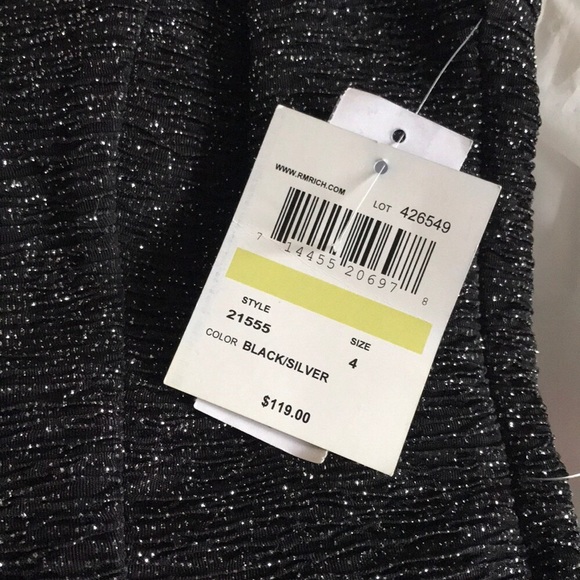 WWW.RMRICH.COM
LOT 426549
7 14455 20697 8
STYLE
21555
SIZE
4
COLOR BLACK/SILVER
$119.00